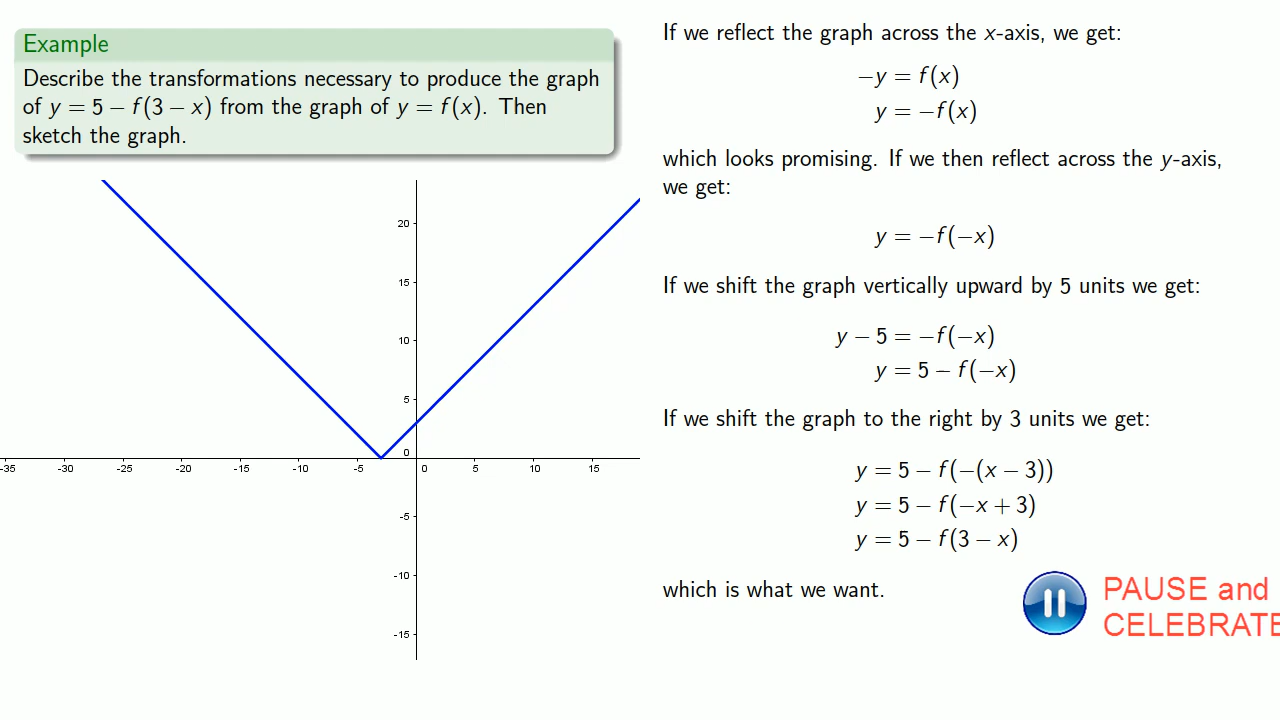 Example
Describe the transformations necessary to produce the graph
of y = 5 − f(3 − x) from the graph of y = f(x). Then
sketch the graph.
20
15
10
5
0
-35 -30 -25 -20 -15 -10 -5 0 5 10 15
-5
-10
-15
If we reflect the graph across the x-axis, we get:
−y = f(x)
y = −f(x)
which looks promising. If we then reflect across the y-axis,
we get:
y = −f(−x)
If we shift the graph vertically upward by 5 units we get:
y − 5 = −f(−x)
y = 5 − f(−x)
If we shift the graph to the right by 3 units we get:
y = 5 − f(−(x − 3))
y = 5 − f(−x + 3)
y = 5 − f(3 − x)
which is what we want.
PAUSE and
CELEBRATE